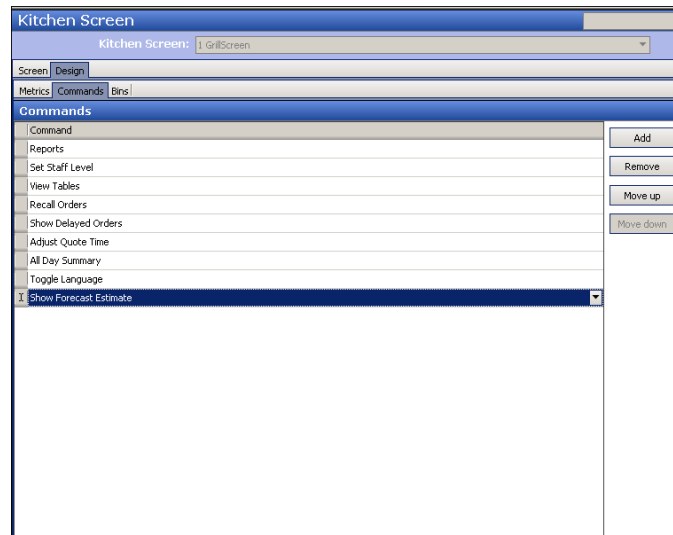 Kitchen Screen
Kitchen Screen: 1 GrillScreen
Screen Design
Metrics Commands Bins
Commands
Command
Reports
Set Staff Level
View Tables
Recall Orders
Show Delayed Orders
Adjust Quote Time
All Day Summary
Toggle Language
Show Forecast Estimate
Add
Remove
Move up
Move down